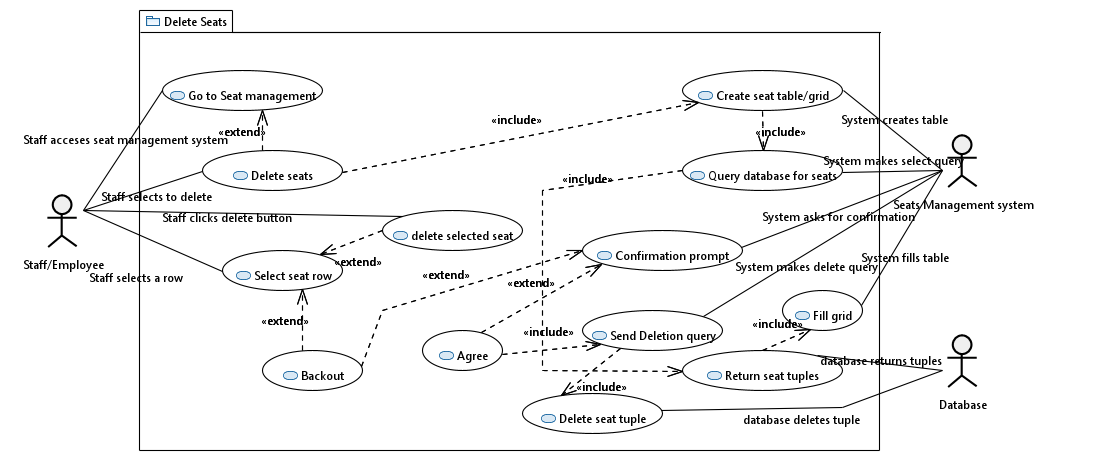 Delete Seats
Go to Seat management
Create seat table/grid
«include»
System creates table
«extend»
«include»
Staff acceses seat management system
System makes select query
Delete seats
Query database for seats
«include»
Staff selects to delete
Seats Management system
Staff clicks delete button
System asks for confirmation
delete selected seat
Confirmation prompt
System fills table
Staff/Employee
«extend»
System makes delete query
Staff selects a row
Select seat row
«extend»
«extend»
Fill grid
«extend»
«include»
«include»
Send Deletion query
Agree
database returns tuples
Backout
Return seat tuples
«include»
Database
Delete seat tuple
database deletes tuple